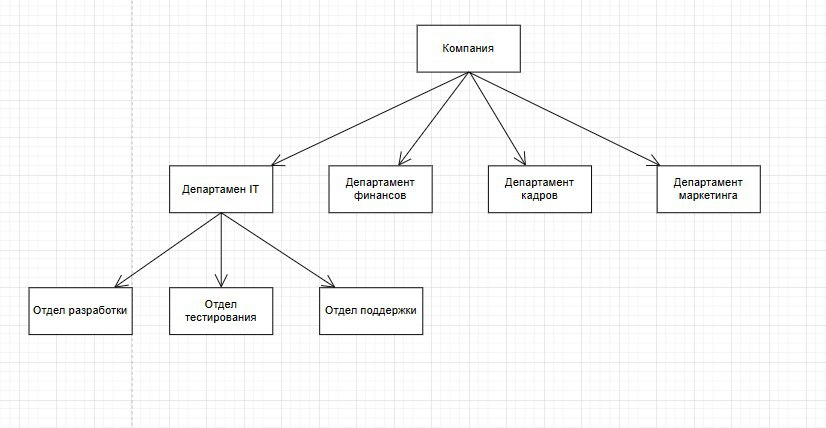 Компания
Департамен IT
Департамент
финансов
Департамент
кадров
Департамент
маркетинга
Отдел разработки
Отдел
тестирования
Отдел поддержки